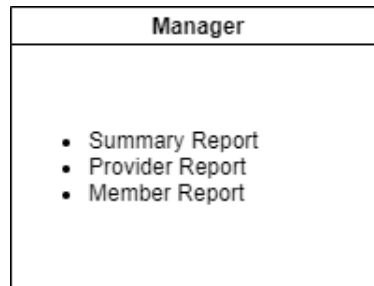 Manager
• Summary Report
• Provider Report
• Member Report